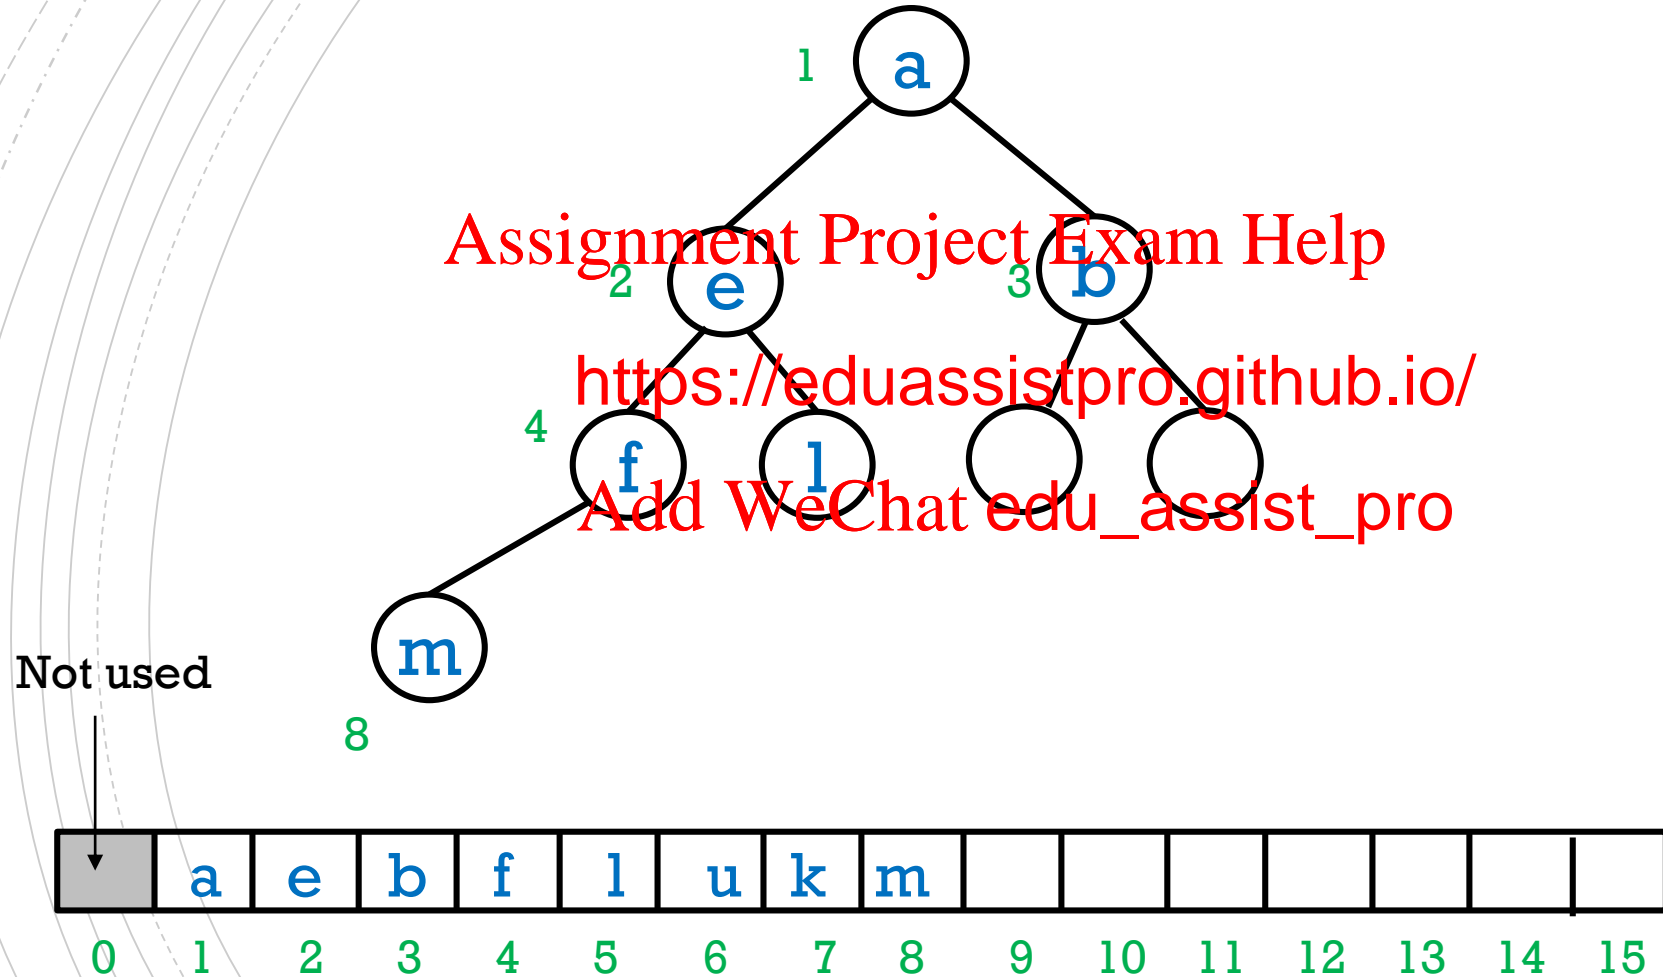 1 a
Assignment Project Exam Help
2 e 3 b
https://eduassistpro.github.io/
4 f l
Add WeChat edu_assist_pro
m
Not used
8
a e b f l u k m
0 1 2 3 4 5 6 7 8 9 10 11 12 13 14 15